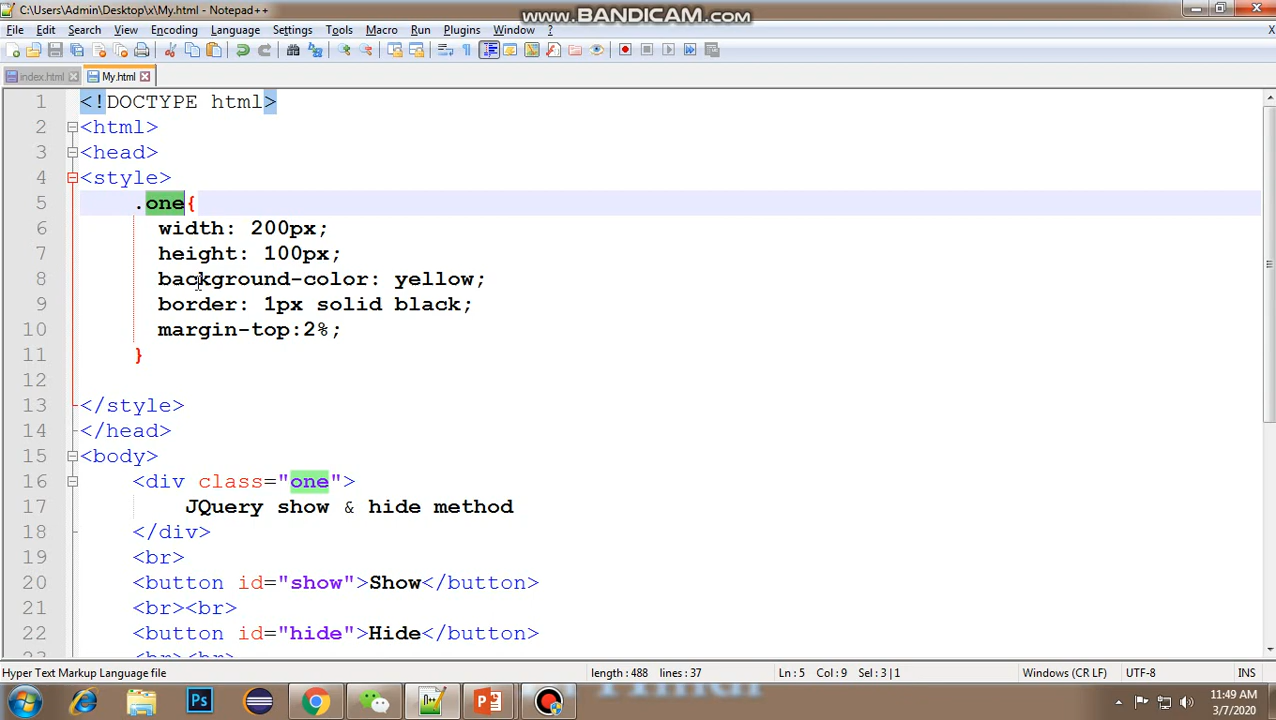 C:\Users\Admin\Desktop\x\My.html - Notepad++
www.BANDICAM.com
File Edit Search View Encoding Language Settings Tools Macro Run Plugins Window ? X
index.html My.html
1 <!DOCTYPE html>
2 <html>
3 <head>
4 <style>
5 .one{
6 width: 200px;
7 height: 100px;
8 background-color: yellow;
9 border: 1px solid black;
10 margin-top:2%;
11 }
12
13 </style>
14 </head>
15 <body>
16 <div class="one">
17 JQuery show & hide method
18 </div>
19 <br>
20 <button id="show">Show</button>
21 <br><br>
22 <button id="hide">Hide</button>
23 <br><br>
Hyper Text Markup Language file length : 488 lines : 37 Ln : 5 Col : 9 Sel : 3 | 1 Windows (CR LF) UTF-8 INS
Ps
11:49 AM
3/7/2020